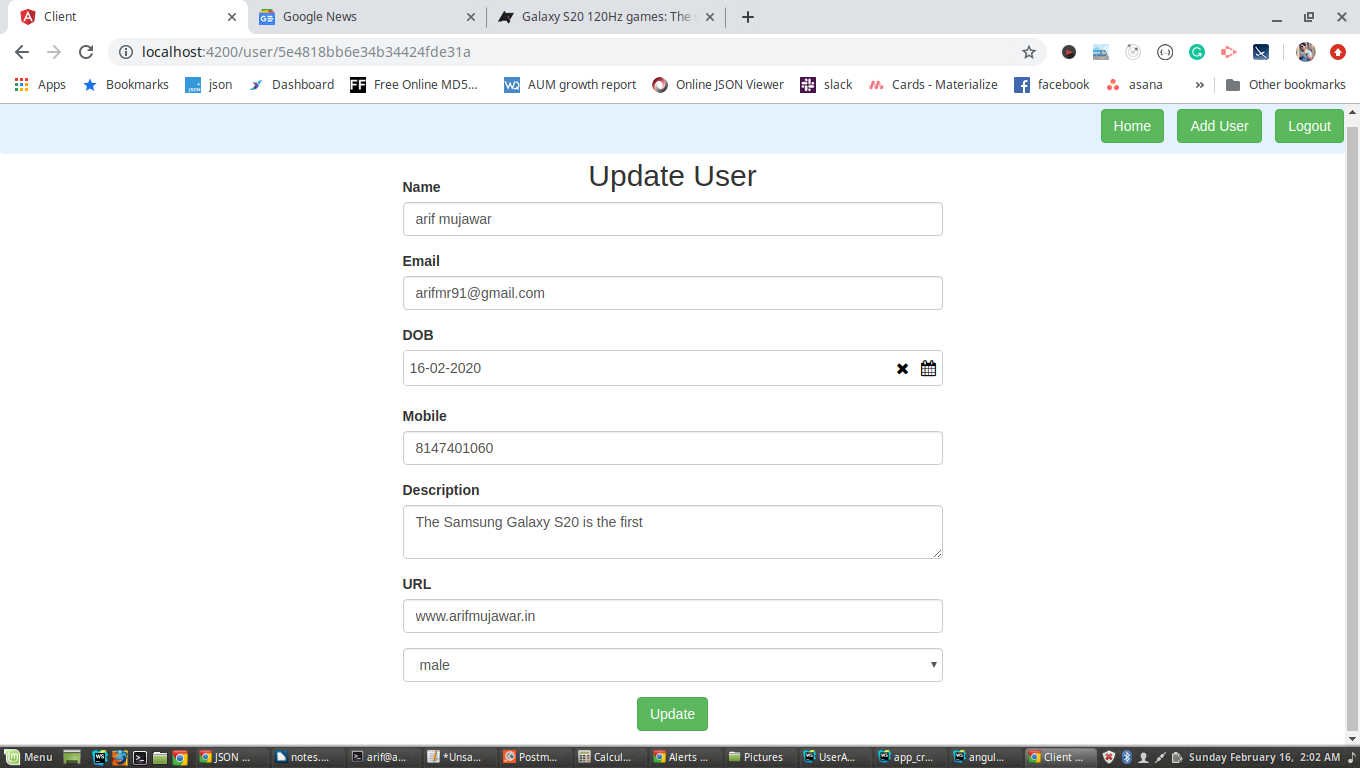 Client
Google News
Galaxy S20 120Hz games: The s
localhost:4200/user/5e4818bb6e34b34424fde31a
Apps Bookmarks json Dashboard Free Online MD5... AUM growth report Online JSON Viewer slack Cards - Materialize facebook asana » Other bookmarks
Home Add User Logout
Update User
Name
arif mujawar
Email
arifmr91@gmail.com
DOB
16-02-2020
Mobile
8147401060
Description
The Samsung Galaxy S20 is the first
URL
www.arifmujawar.in
male
Update
Menu JSON ... notes.... arif@a... *Unsa... Postm... Calcul... Alerts ... Pictures UserA... app_cr... angul... Client ... Sunday February 16, 2:02 AM